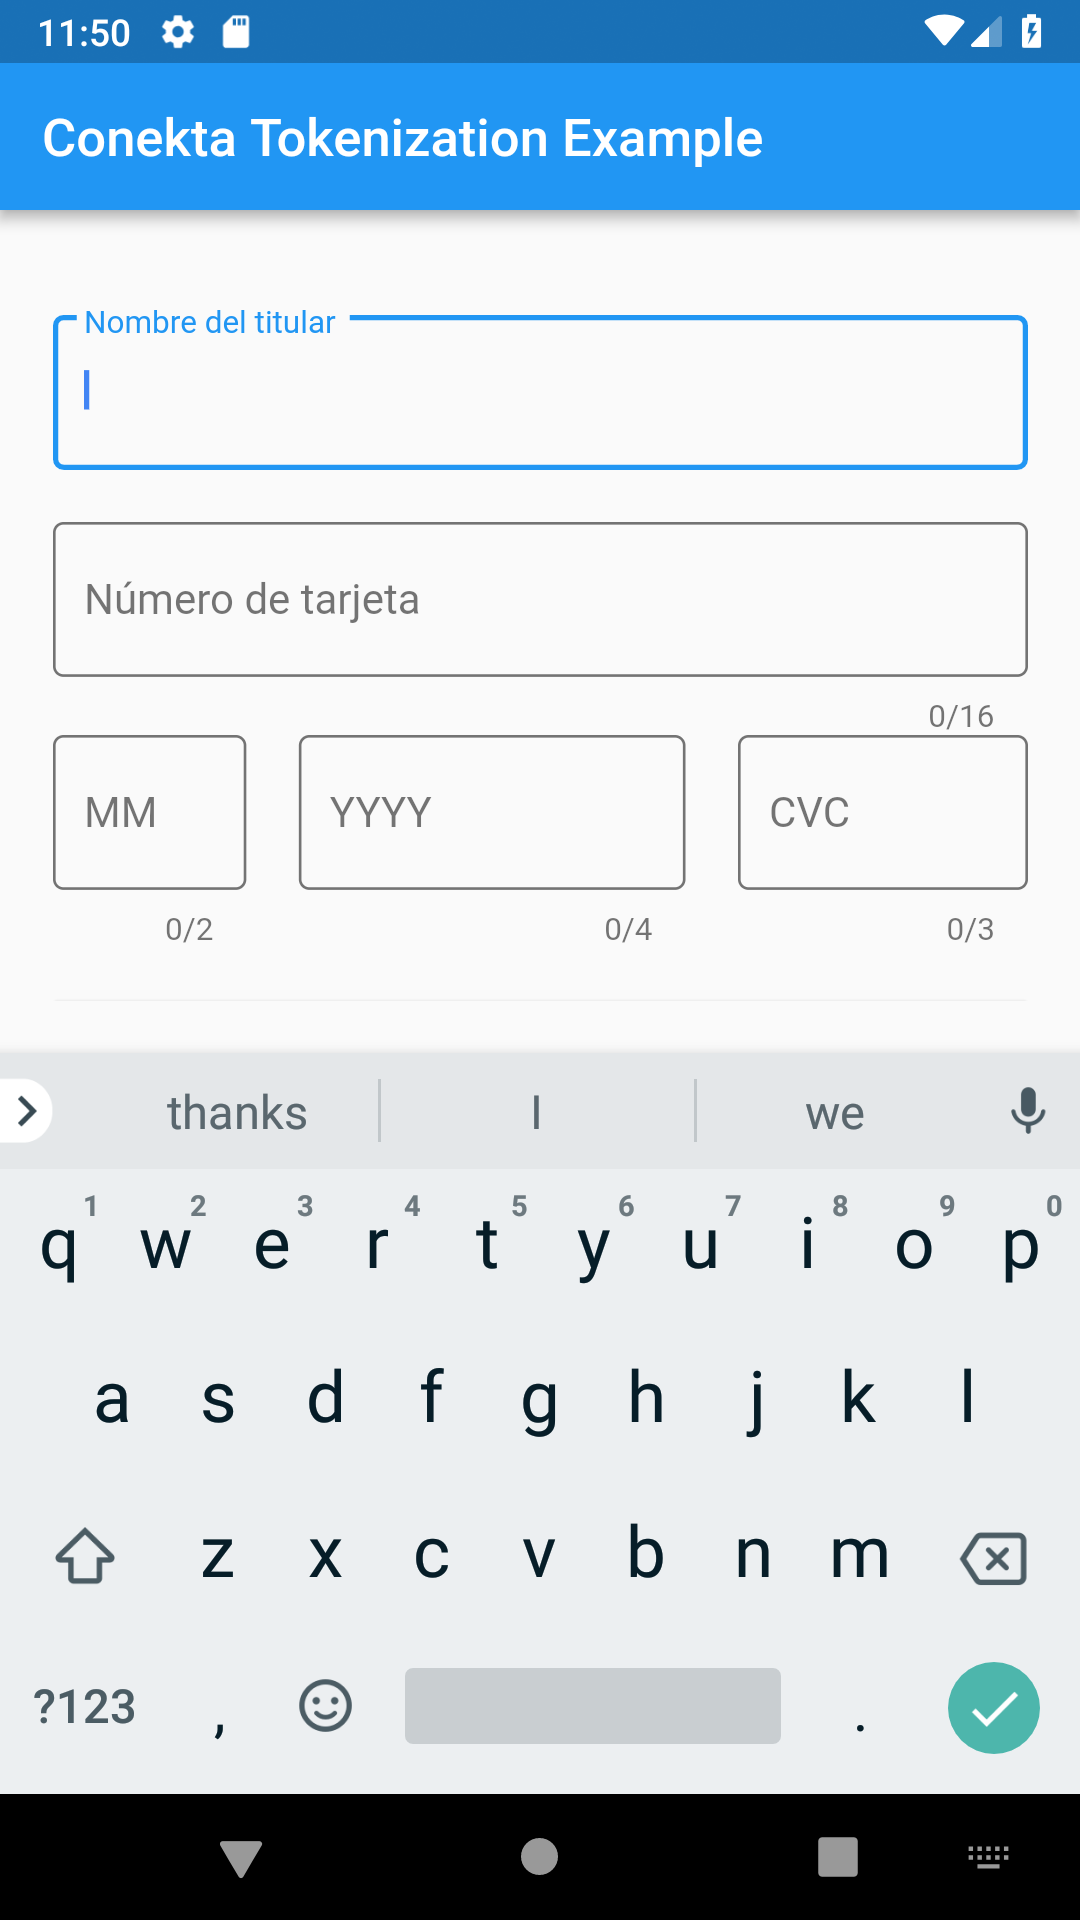 11:50
Conekta Tokenization Example
Nombre del titular
Número de tarjeta
0/16
MM YYYY CVC
0/2 0/4 0/3
thanks I we
1 2 3 4 5 6 7 8 9 0
q w e r t y u i o p
a s d f g h j k l
z x c v b n m
?123 , .